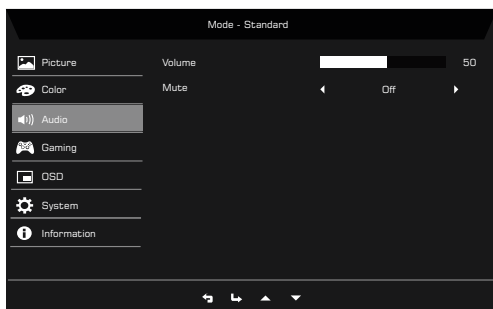 Mode - Standard
Picture
Volume 50
Color
Mute Off
Audio
Gaming
OSD
System
Information